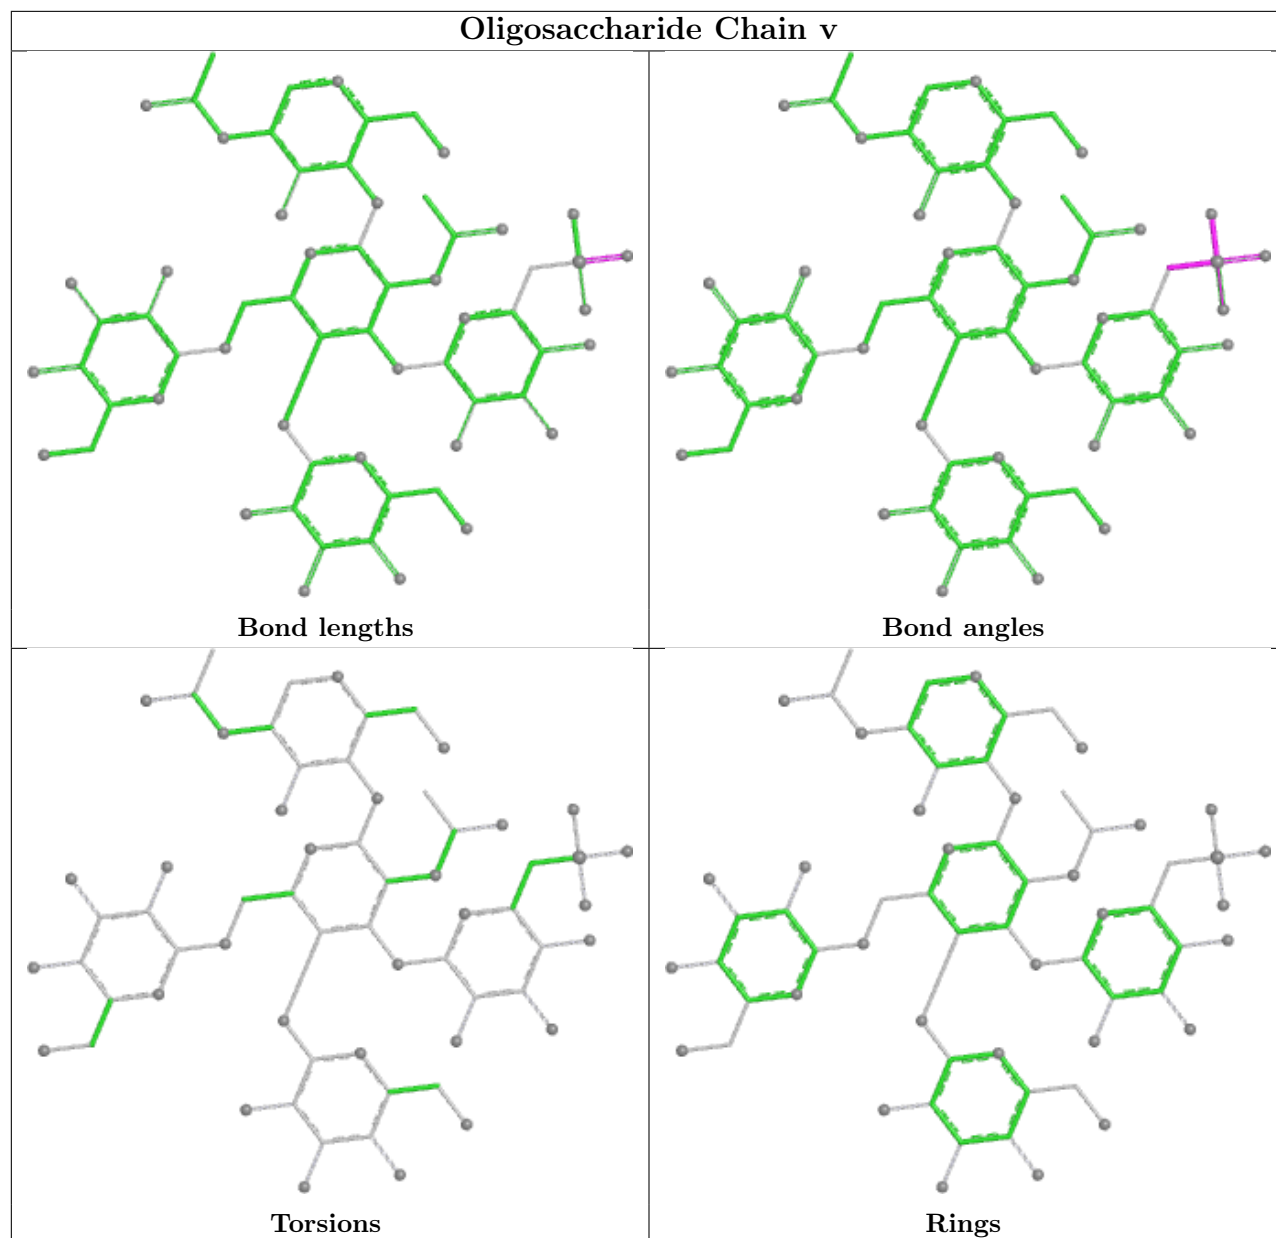 Oligosaccharide Chain v
Bond lengths
Bond angles
Torsions
Rings